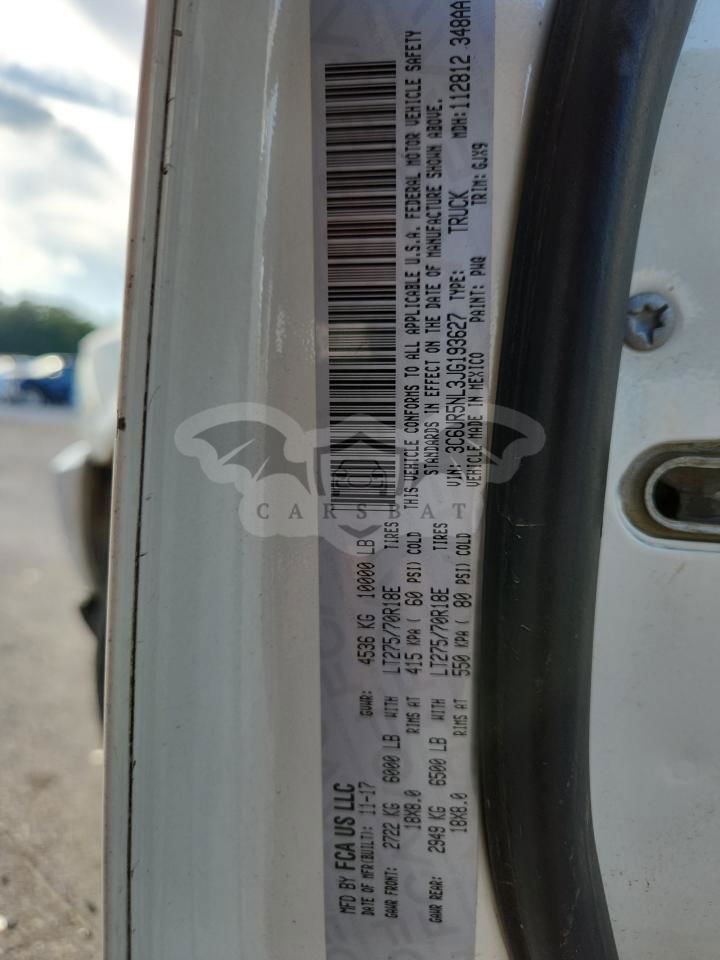 MFD BY FCA US LLC
DATE OF MFR(BUILT): 11-17 GVWR: 4536 KG 10000 LB
GAWR FRONT: 2722 KG 6000 LB WITH LT275/70R18E TIRES
18X8.0 RIMS AT 415 KPA ( 60 PSI) COLD
GAWR REAR: 2949 KG 6500 LB WITH LT275/70R18E TIRES
18X8.0 RIMS AT 550 KPA ( 80 PSI) COLD
THIS VEHICLE CONFORMS TO ALL APPLICABLE U.S.A. FEDERAL MOTOR VEHICLE SAFETY
STANDARDS IN EFFECT ON THE DATE OF MANUFACTURE SHOWN ABOVE.
VIN: 3C6UR5NL3JG193627 TYPE: TRUCK MDH:112812 348AA
VEHICLE MADE IN MEXICO PAINT: PW0 TRIM: GJX9
CARSBAT